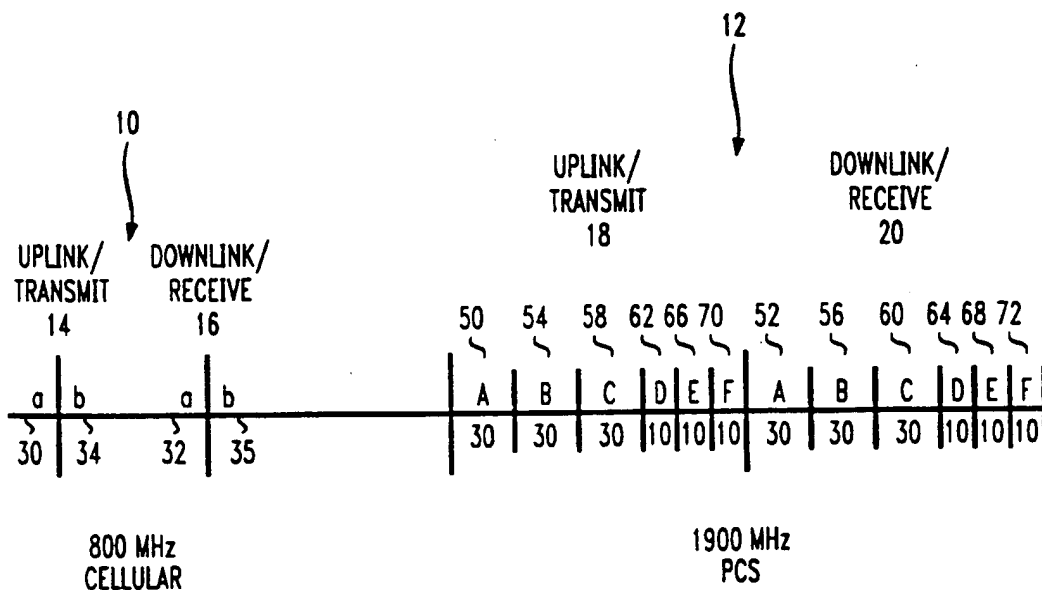 12
10
UPLINK/
TRANSMIT
18
DOWNLINK/
RECEIVE
20
UPLINK/
TRANSMIT
14
DOWNLINK/
RECEIVE
16
50 54 58 62 66 70 52 56 60 64 68 72
a b a b A B C D E F A B C D E F
30 34 32 35 30 30 30 10 10 10 30 30 30 10 10 10
800 MHz
CELLULAR
1900 MHz
PCS